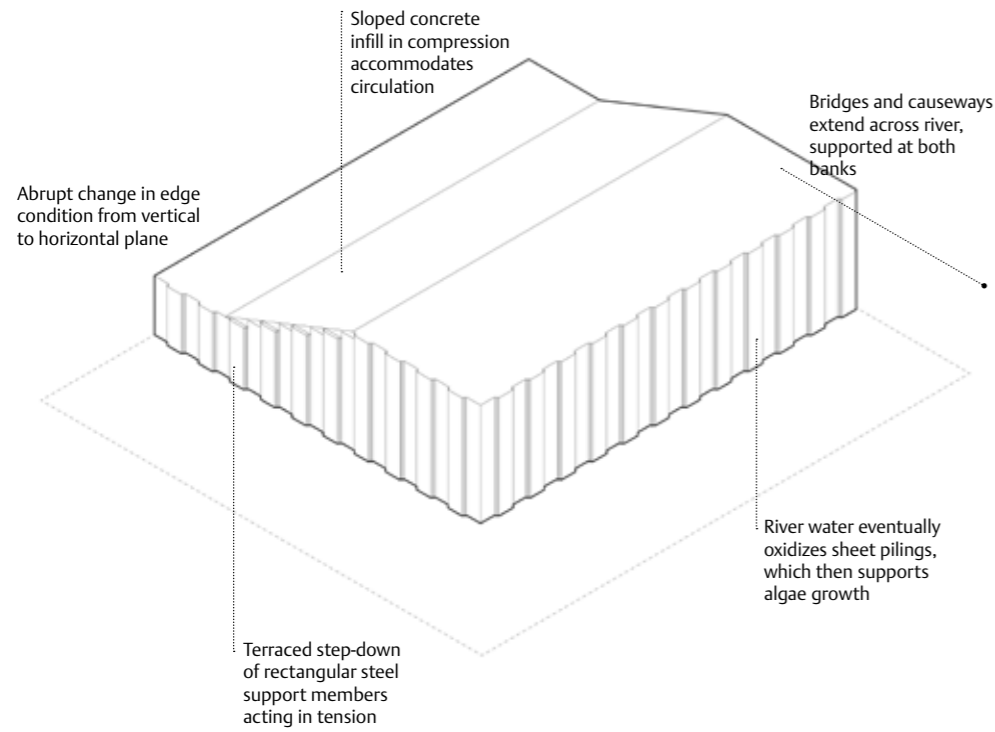 Sloped concrete
infill in compression
accommodates
circulation
Bridges and causeways
extend across river,
supported at both
banks
Abrupt change in edge
condition from vertical
to horizontal plane
River water eventually
oxidizes sheet pilings,
which then supports
algae growth
Terraced step-down
of rectangular steel
support members
acting in tension